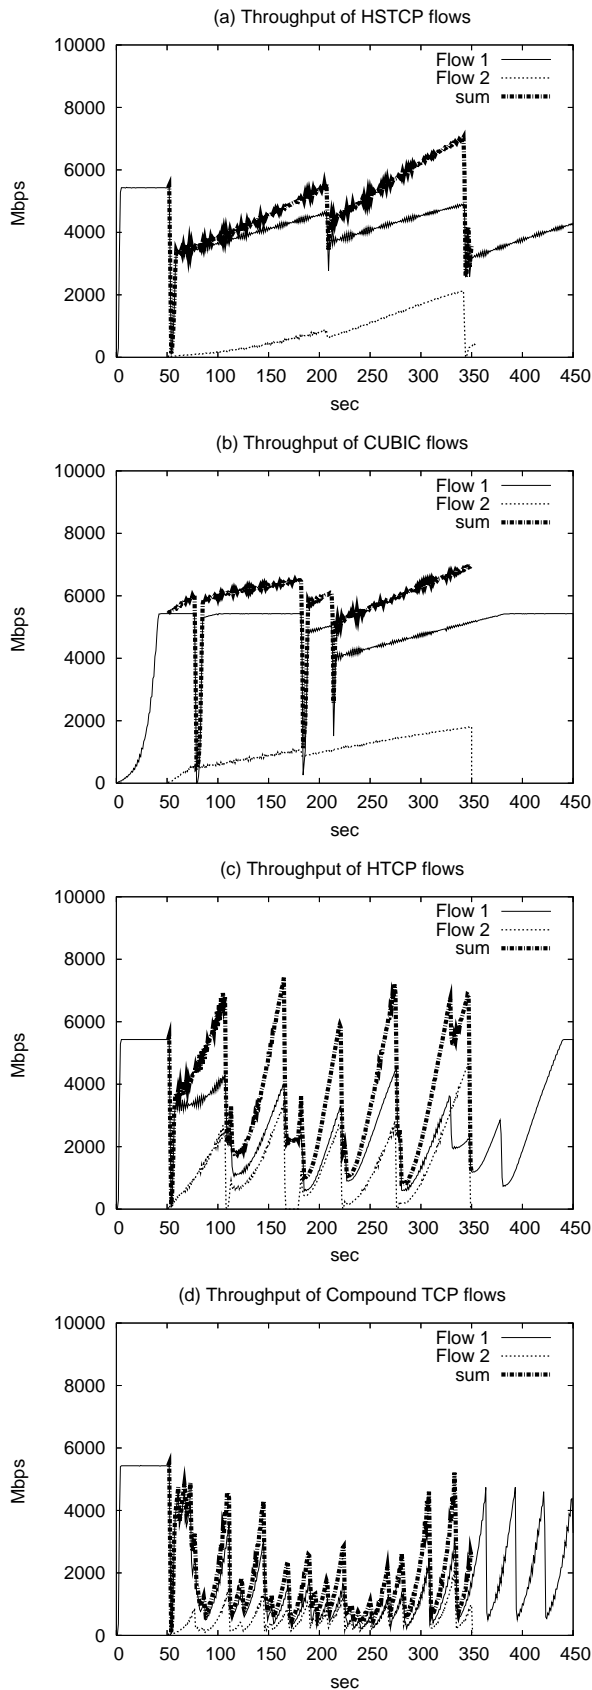 (a) Throughput of HSTCP flows
10000
8000
6000
4000
2000
0
Mbps
Flow 1
Flow 2
sum
0 50 100 150 200 250 300 350 400 450
sec
(b) Throughput of CUBIC flows
10000
8000
6000
4000
2000
0
Mbps
Flow 1
Flow 2
sum
0 50 100 150 200 250 300 350 400 450
sec
(c) Throughput of HTCP flows
10000
8000
6000
4000
2000
0
Mbps
Flow 1
Flow 2
sum
0 50 100 150 200 250 300 350 400 450
sec
(d) Throughput of Compound TCP flows
10000
8000
6000
4000
2000
0
Mbps
Flow 1
Flow 2
sum
0 50 100 150 200 250 300 350 400 450
sec